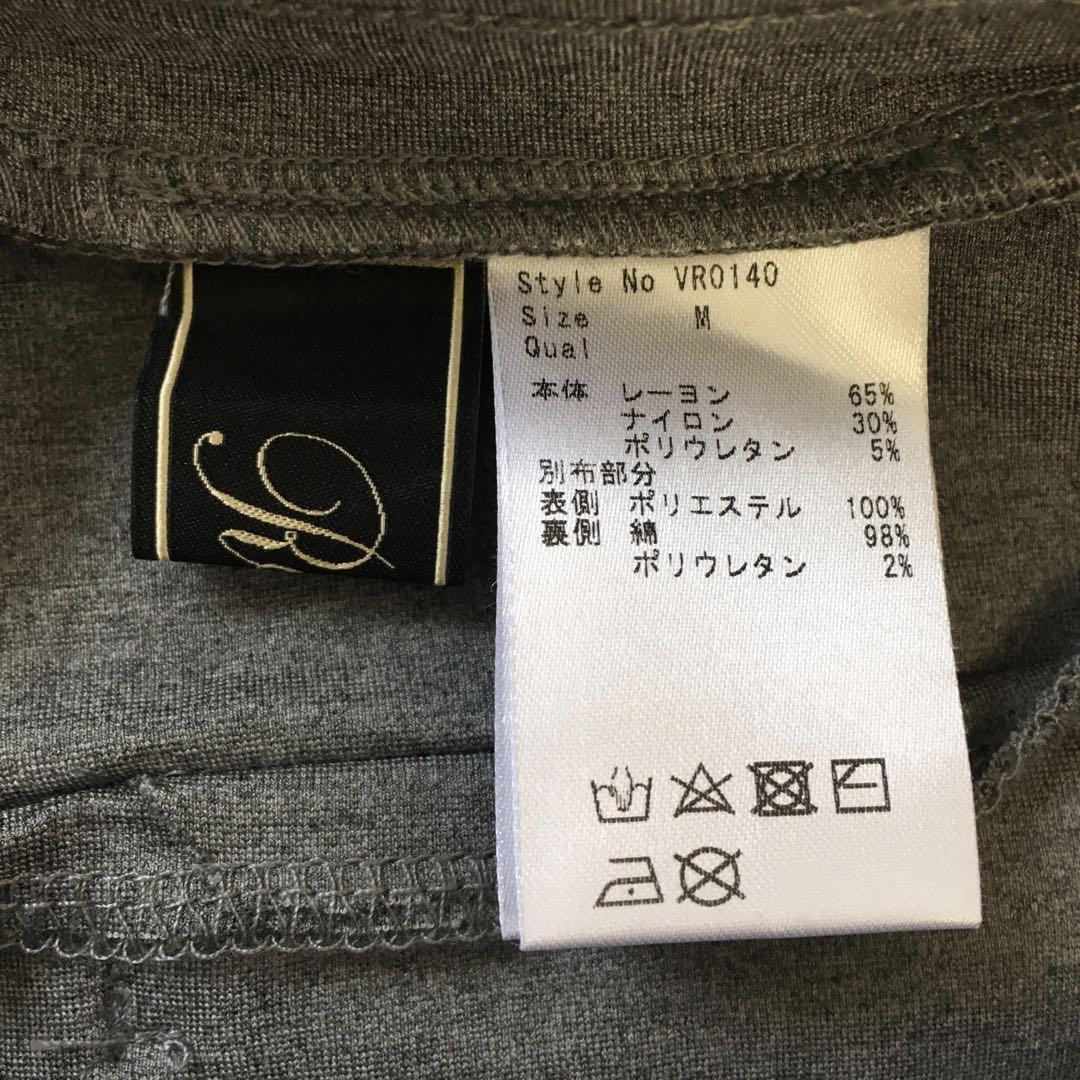 Style No VR0140
Size M
Qual
本体 レーヨン 65%
ナイロン 30%
ポリウレタン 5%
別布部分
表側 ポリエステル 100%
裏側 綿 98%
ポリウレタン 2%